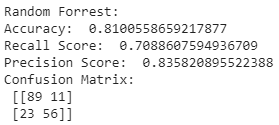 Random Forrest:
Accuracy:  0.8100558659217877
Recall Score:  0.7088607594936709
Precision Score:  0.835820895522388
Confusion Matrix:
 [[89 11]
 [23 56]]